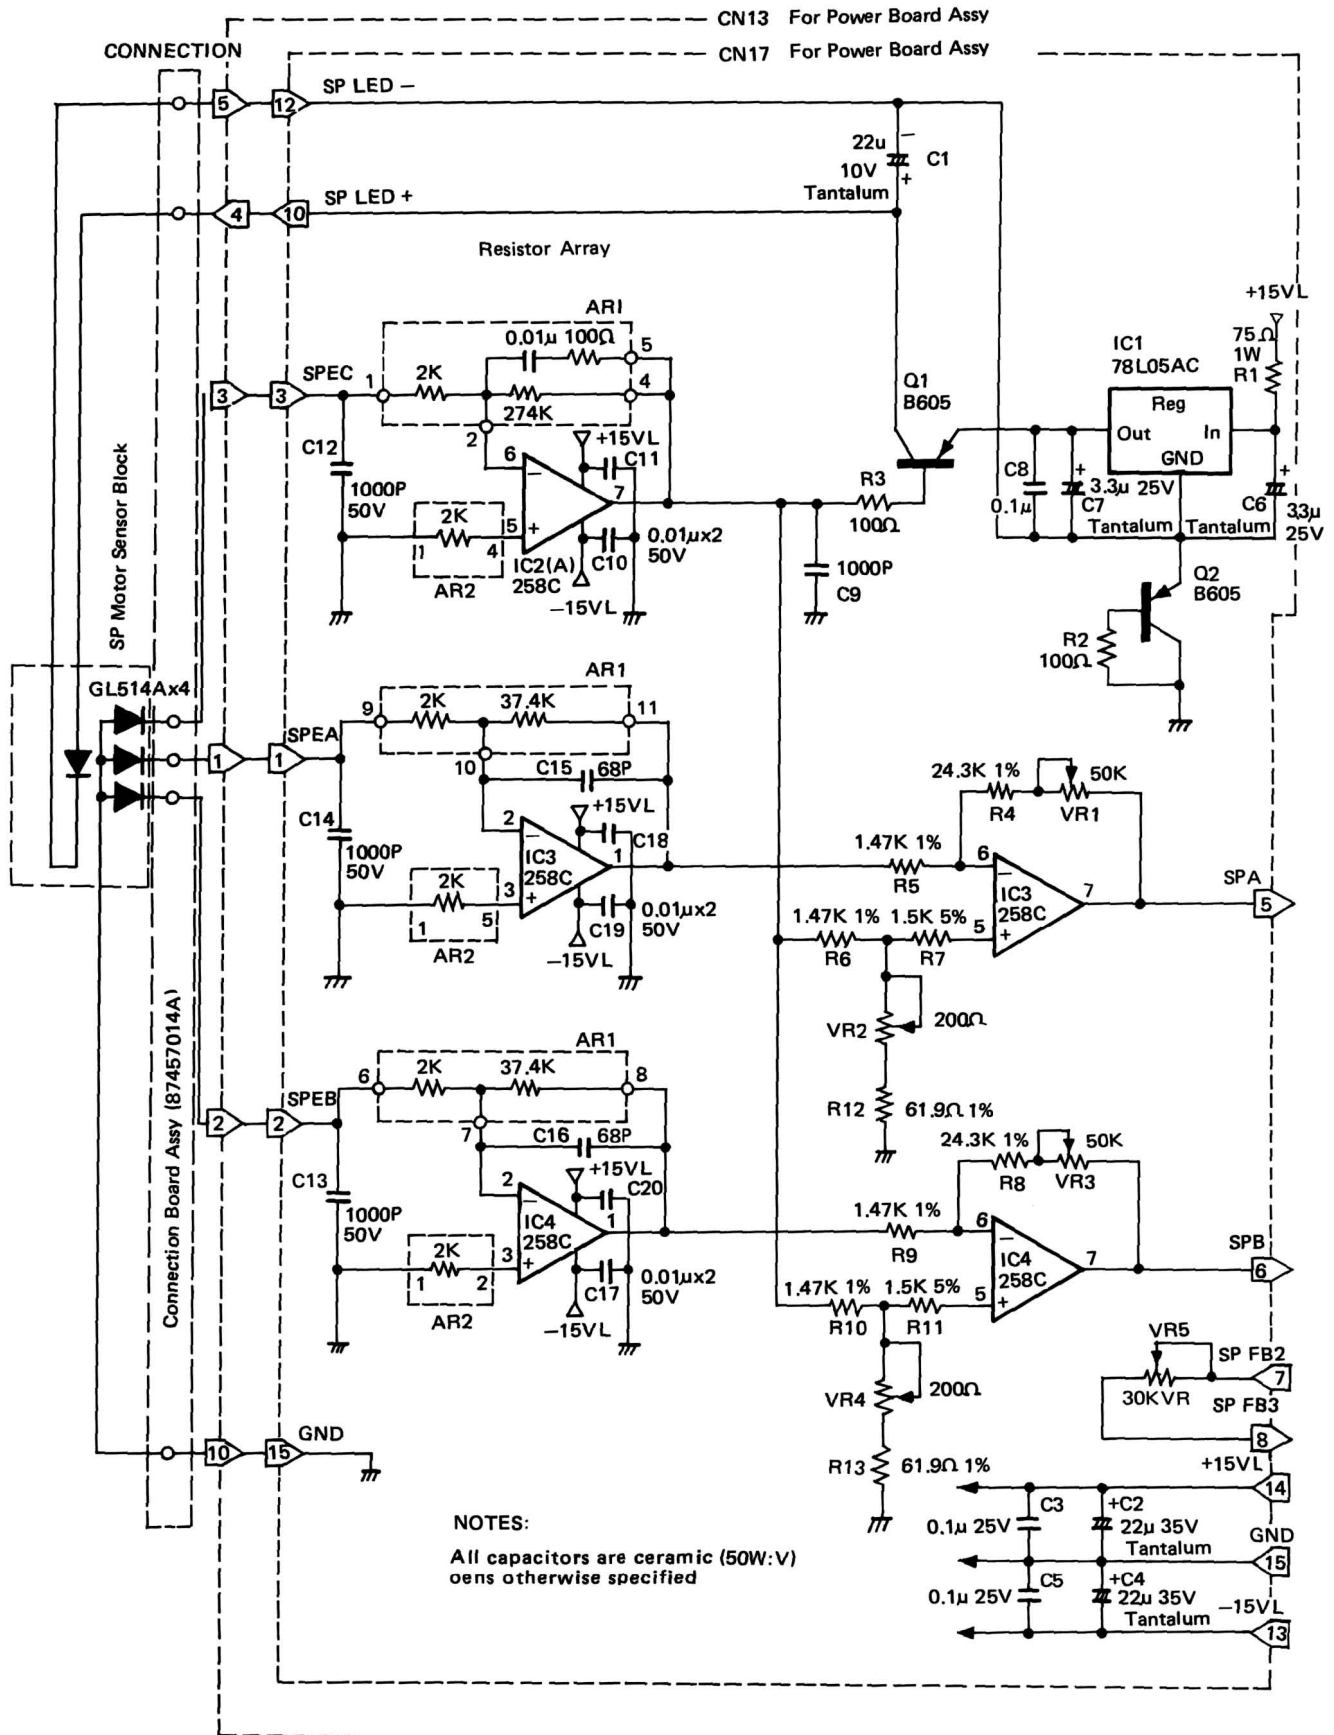 CN13 For Power Board Assy
CONNECTION
CN17 For Power Board Assy
5
12
SP LED −
22u
10V
−
+
C1
Tantalum
4
10
SP LED +
Resistor Array
+15VL
75Ω
1W
R1
IC1
78L05AC
Reg
Out
In
GND
AR1
0.01μ 100Ω
5
4
3
3
SPEC
1
2K
274K
2
Q1
B605
C12
1000P
50V
6
−
+15VL
C11
7
2K
1
4
5
+
AR2
IC2(A)
258C
C10
0.01μx2
50V
−15VL
R3
100Ω
1000P
C9
C8
0.1μ
+
3.3μ 25V
C7
Tantalum
Tantalum
+
C6
3.3μ
25V
Q2
B605
R2
100Ω
SP Motor Sensor Block
GL514Ax4
AR1
9
2K
37.4K
11
1
1
SPEA
10
C15
68P
C14
1000P
50V
2
−
+15VL
C18
IC3
258C
1
2K
1
5
3
+
AR2
C19
0.01μx2
50V
−15VL
24.3K 1%
R4
50K
VR1
1.47K 1%
R5
6
−
IC3
258C
7
SPA
5
1.47K 1%
R6
1.5K 5%
R7
5
+
VR2
200Ω
R12
61.9Ω 1%
Connection Board Assy (87457014A)
AR1
6
2K
37.4K
8
2
2
SPEB
7
C16
68P
C13
1000P
50V
2
−
+15VL
C20
IC4
258C
1
2K
1
2
3
+
AR2
C17
0.01μx2
50V
−15VL
24.3K 1%
R8
50K
VR3
1.47K 1%
R9
6
−
IC4
258C
7
SPB
6
1.47K 1%
R10
1.5K 5%
R11
5
+
VR4
200Ω
R13
61.9Ω 1%
VR5
30KVR
SP FB2
7
SP FB3
8
10
15
GND
+15VL
14
C3
0.1μ 25V
+C2
22μ 35V
Tantalum
GND
15
C5
0.1μ 25V
+C4
22μ 35V
Tantalum
−15VL
13
NOTES:
All capacitors are ceramic (50W:V)
oens otherwise specified